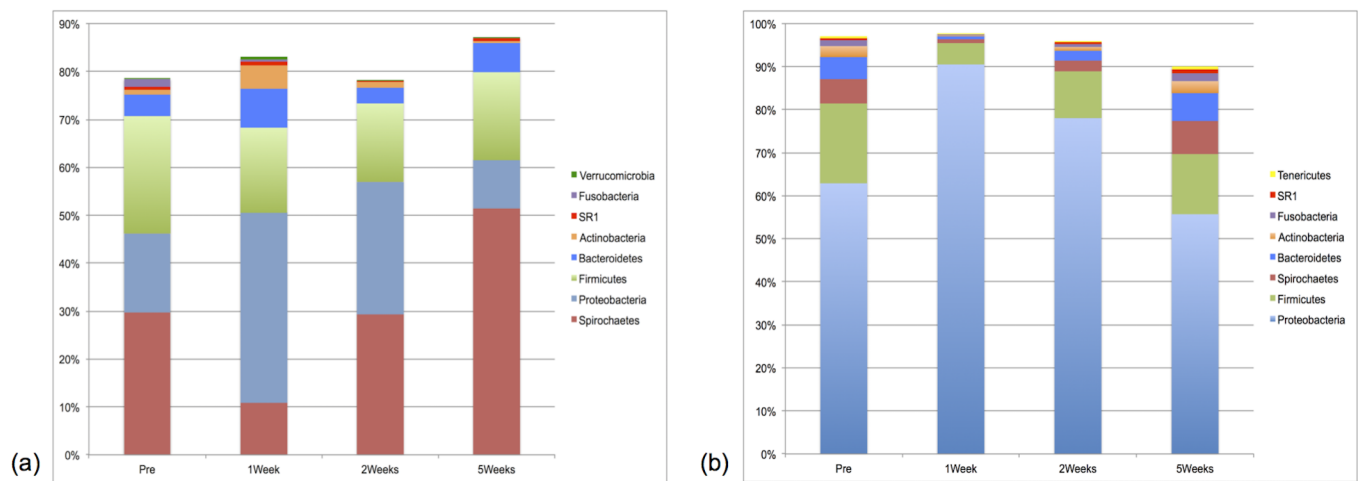 90%
80%
70%
60%
50%
40%
30%
20%
10%
0%
Pre
1Week
2Weeks
5Weeks
Verrucomicrobia
Fusobacteria
SR1
Actinobacteria
Bacteroidetes
Firmicutes
Proteobacteria
Spirochaetes
(a)
100%
90%
80%
70%
60%
50%
40%
30%
20%
10%
0%
Pre
1Week
2Weeks
5Weeks
Tenericutes
SR1
Fusobacteria
Actinobacteria
Bacteroidetes
Spirochaetes
Firmicutes
Proteobacteria
(b)